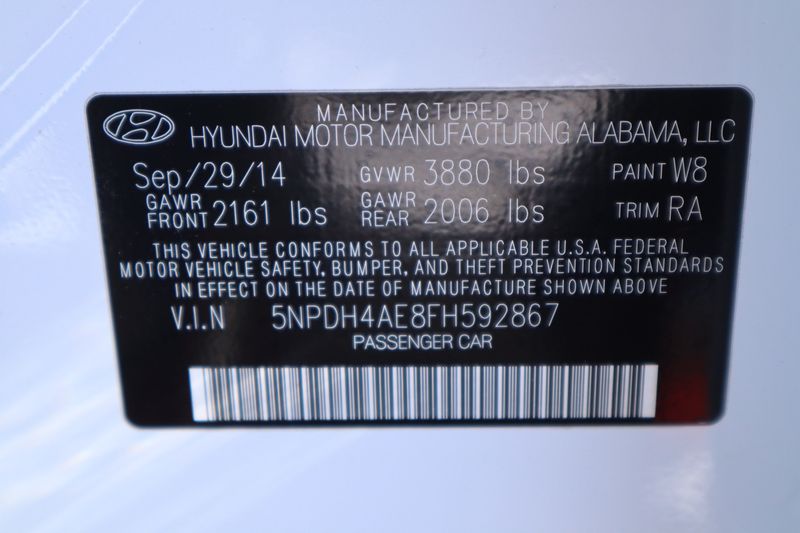 MANUFACTURED BY
HYUNDAI MOTOR MANUFACTURING ALABAMA, LLC
Sep/29/14 GVWR 3880 lbs PAINT W8
GAWR FRONT 2161 lbs GAWR REAR 2006 lbs TRIM RA
THIS VEHICLE CONFORMS TO ALL APPLICABLE U.S.A. FEDERAL
MOTOR VEHICLE SAFETY, BUMPER, AND THEFT PREVENTION STANDARDS
IN EFFECT ON THE DATE OF MANUFACTURE SHOWN ABOVE
V.I.N 5NPDH4AE8FH592867
PASSENGER CAR